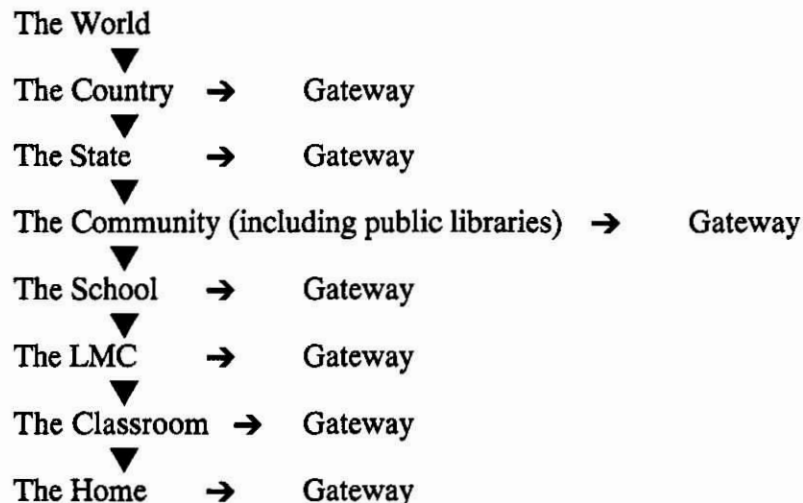 The World
▼
The Country → Gateway
▼
The State → Gateway
▼
The Community (including public libraries) → Gateway
▼
The School → Gateway
▼
The LMC → Gateway
▼
The Classroom → Gateway
▼
The Home → Gateway